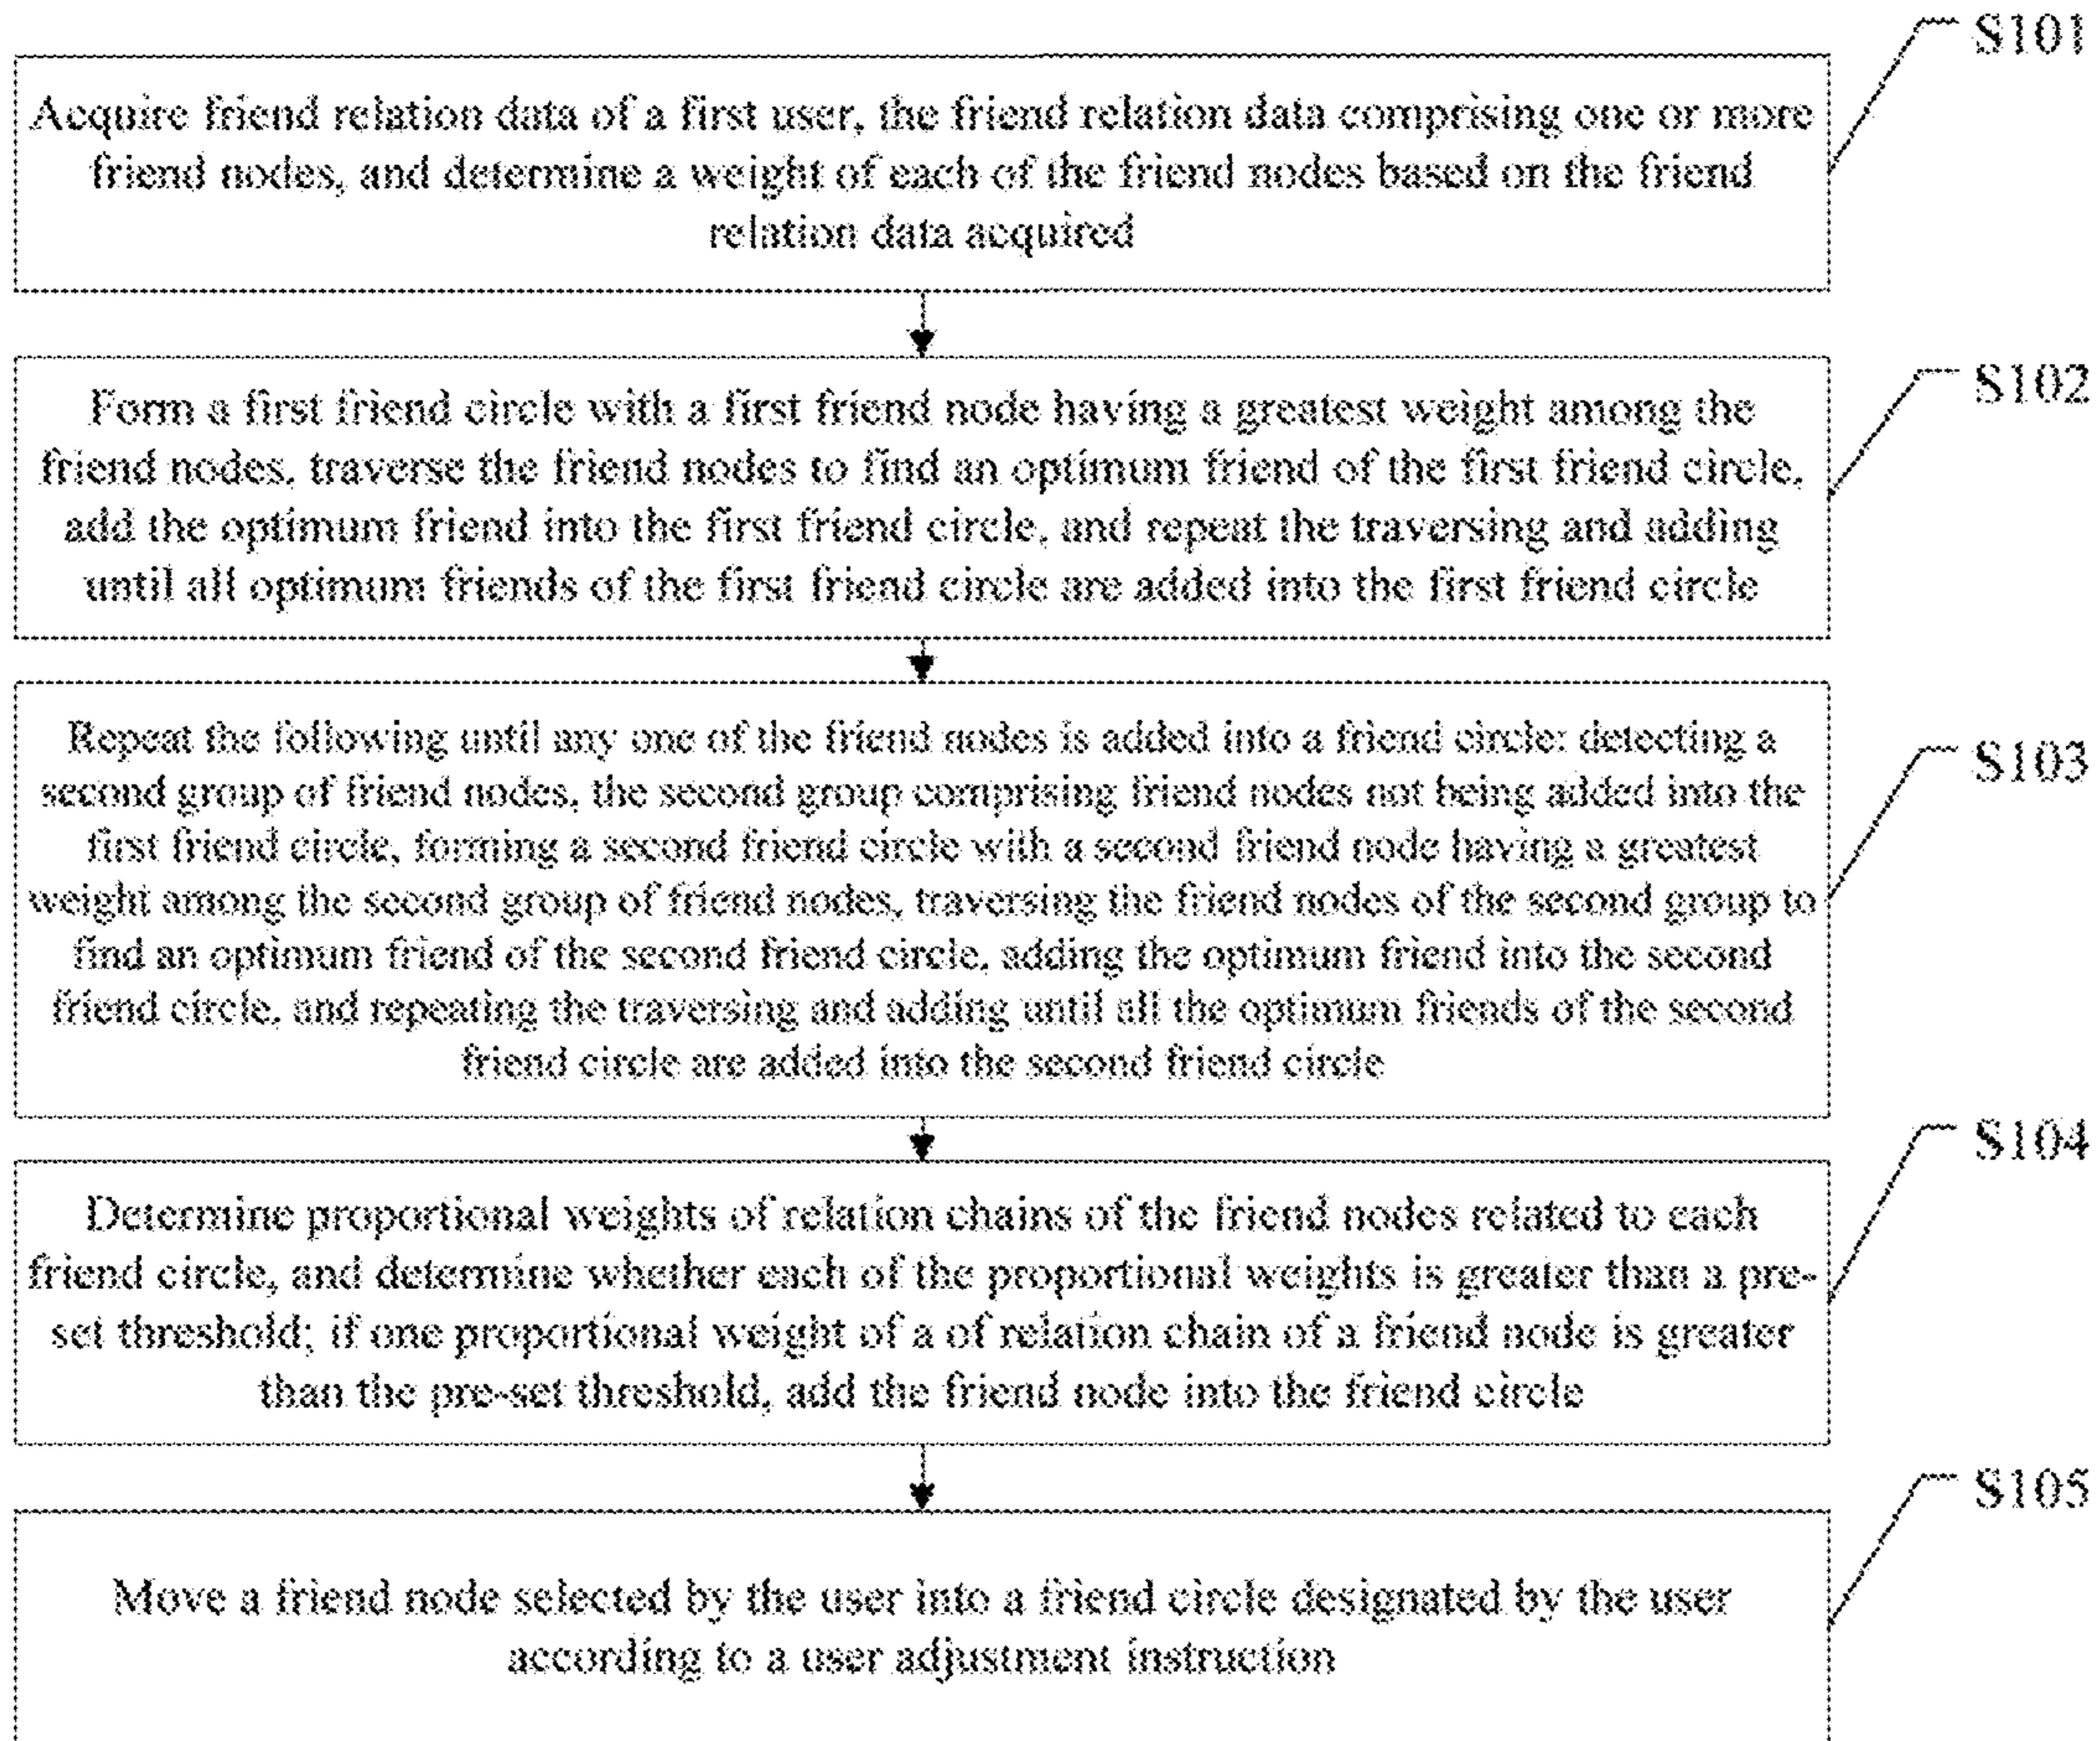 S101
Acquire friend relation data of a first user, the friend relation data comprising one or more
friend nodes, and determine a weight of each of the friend nodes based on the friend
relation data acquired
S102
Form a first friend circle with a first friend node having a greatest weight among the
friend nodes, traverse the friend nodes to find an optimum friend of the first friend circle,
add the optimum friend into the first friend circle, and repeat the traversing and adding
until all optimum friends of the first friend circle are added into the first friend circle
S103
Repeat the following until any one of the friend nodes is added into a friend circle: detecting a
second group of friend nodes, the second group comprising friend nodes not being added into the
first friend circle, forming a second friend circle with a second friend node having a greatest
weight among the second group of friend nodes, traversing the friend nodes of the second group to
find an optimum friend of the second friend circle, adding the optimum friend into the second
friend circle, and repeating the traversing and adding until all the optimum friends of the second
friend circle are added into the second friend circle
S104
Determine proportional weights of relation chains of the friend nodes related to each
friend circle, and determine whether each of the proportional weights is greater than a pre-
set threshold; if one proportional weight of a of relation chain of a friend node is greater
than the pre-set threshold, add the friend node into the friend circle
S105
Move a friend node selected by the user into a friend circle designated by the user
according to a user adjustment instruction